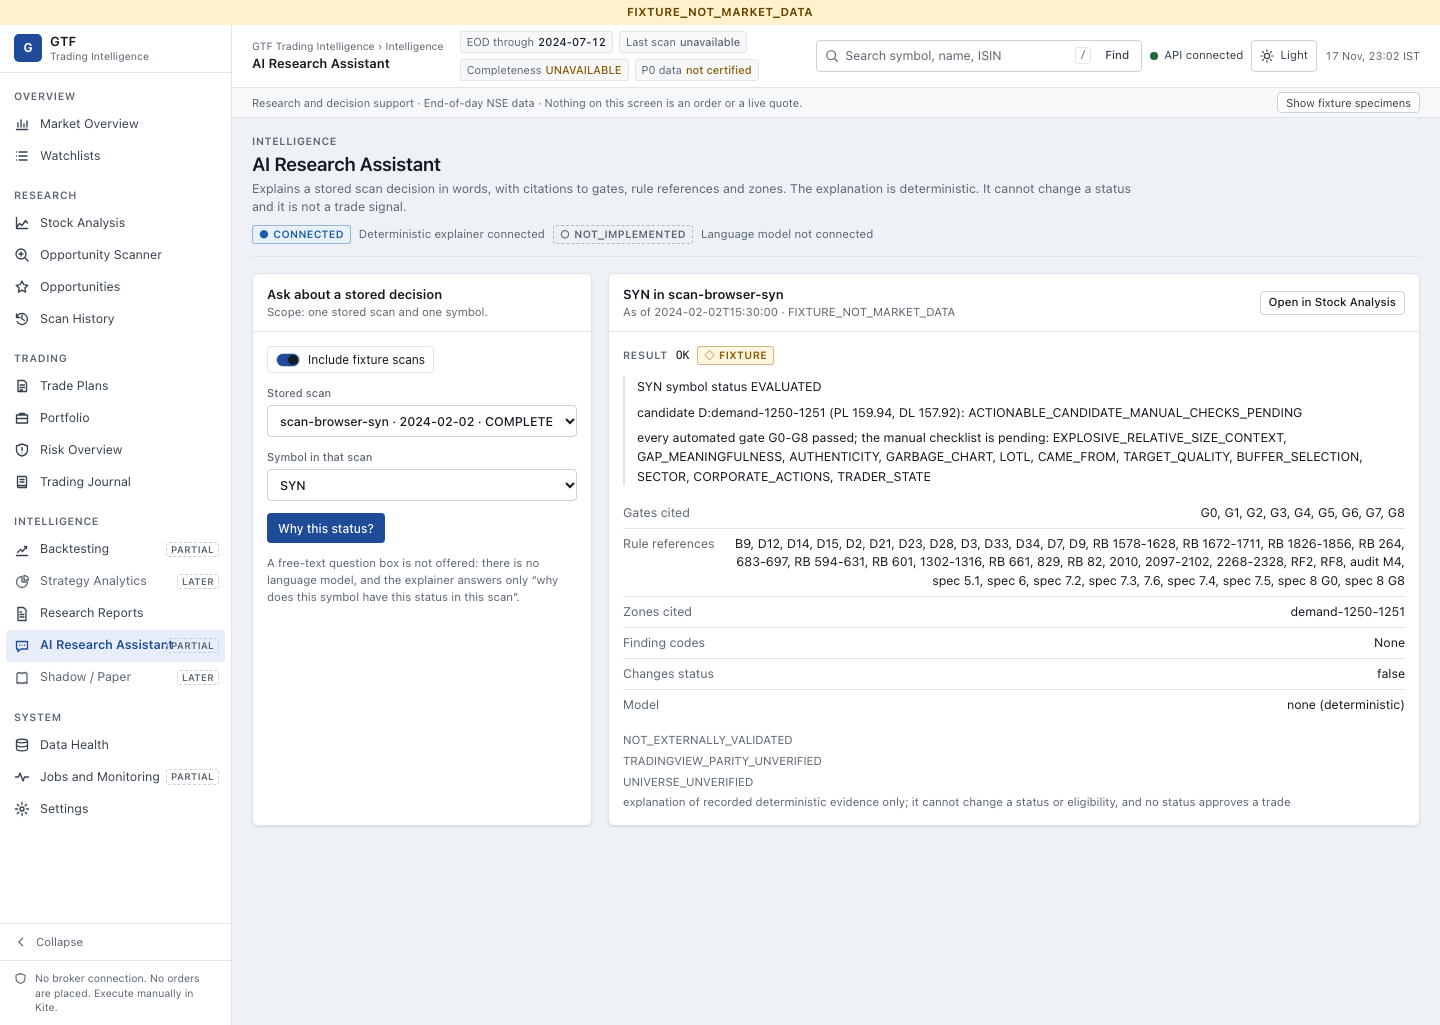 FIXTURE_NOT_MARKET_DATA
G
GTF
Trading Intelligence
OVERVIEW
Market Overview
Watchlists
RESEARCH
Stock Analysis
Opportunity Scanner
Opportunities
Scan History
TRADING
Trade Plans
Portfolio
Risk Overview
Trading Journal
INTELLIGENCE
Backtesting PARTIAL
Strategy Analytics LATER
Research Reports
AI Research Assistant PARTIAL
Shadow / Paper LATER
SYSTEM
Data Health
Jobs and Monitoring PARTIAL
Settings
Collapse
No broker connection. No orders
are placed. Execute manually in
Kite.
GTF Trading Intelligence › Intelligence
AI Research Assistant
EOD through 2024-07-12 Last scan unavailable
Completeness UNAVAILABLE P0 data not certified
Search symbol, name, ISIN / Find
API connected
Light
17 Nov, 23:02 IST
Research and decision support · End-of-day NSE data · Nothing on this screen is an order or a live quote.
Show fixture specimens
INTELLIGENCE
AI Research Assistant
Explains a stored scan decision in words, with citations to gates, rule references and zones. The explanation is deterministic. It cannot change a status
and it is not a trade signal.
CONNECTED Deterministic explainer connected NOT_IMPLEMENTED Language model not connected
Ask about a stored decision
Scope: one stored scan and one symbol.
Include fixture scans
Stored scan
scan-browser-syn · 2024-02-02 · COMPLETE
Symbol in that scan
SYN
Why this status?
A free-text question box is not offered: there is no
language model, and the explainer answers only “why
does this symbol have this status in this scan”.
SYN in scan-browser-syn
As of 2024-02-02T15:30:00 · FIXTURE_NOT_MARKET_DATA
Open in Stock Analysis
RESULT OK FIXTURE
SYN symbol status EVALUATED
candidate D:demand-1250-1251 (PL 159.94, DL 157.92): ACTIONABLE_CANDIDATE_MANUAL_CHECKS_PENDING
every automated gate G0-G8 passed; the manual checklist is pending: EXPLOSIVE_RELATIVE_SIZE_CONTEXT,
GAP_MEANINGFULNESS, AUTHENTICITY, GARBAGE_CHART, LOTL, CAME_FROM, TARGET_QUALITY, BUFFER_SELECTION,
SECTOR, CORPORATE_ACTIONS, TRADER_STATE
Gates cited G0, G1, G2, G3, G4, G5, G6, G7, G8
Rule references B9, D12, D14, D15, D2, D21, D23, D28, D3, D33, D34, D7, D9, RB 1578-1628, RB 1672-1711, RB 1826-1856, RB 264,
683-697, RB 594-631, RB 601, 1302-1316, RB 661, 829, RB 82, 2010, 2097-2102, 2268-2328, RF2, RF8, audit M4,
spec 5.1, spec 6, spec 7.2, spec 7.3, 7.6, spec 7.4, spec 7.5, spec 8 G0, spec 8 G8
Zones cited demand-1250-1251
Finding codes None
Changes status false
Model none (deterministic)
NOT_EXTERNALLY_VALIDATED
TRADINGVIEW_PARITY_UNVERIFIED
UNIVERSE_UNVERIFIED
explanation of recorded deterministic evidence only; it cannot change a status or eligibility, and no status approves a trade